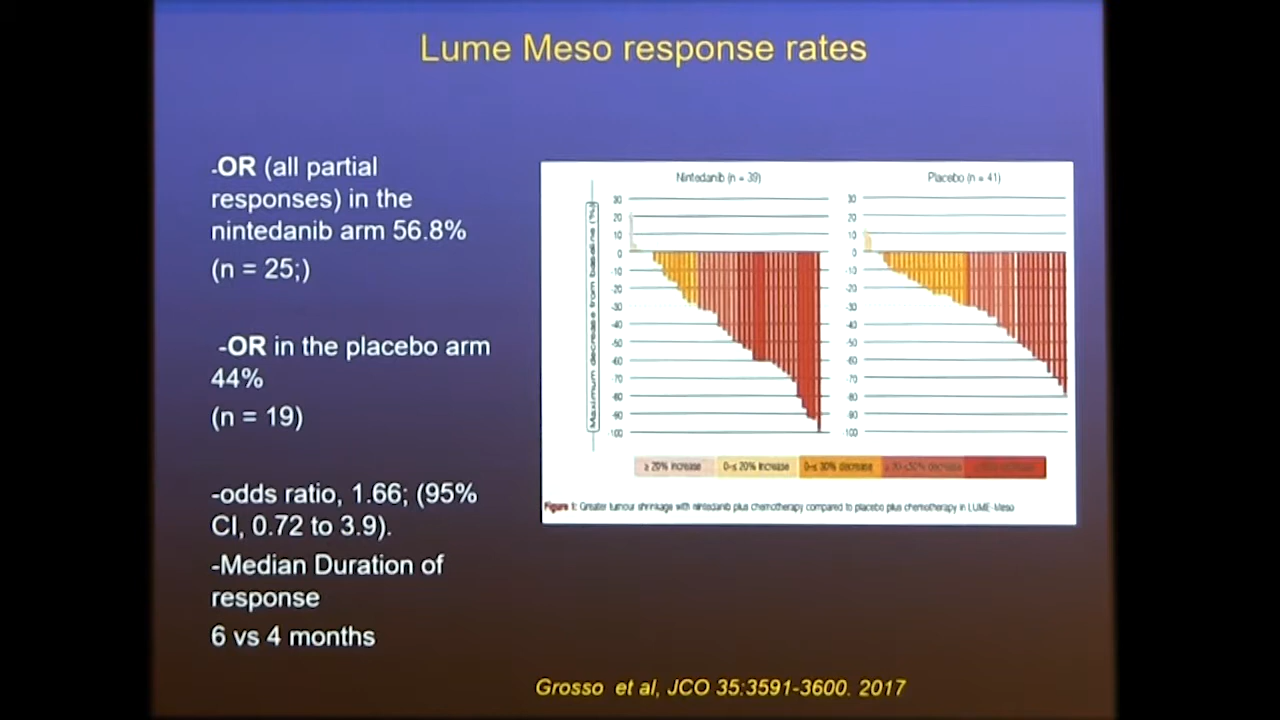 Lume Meso response rates
-OR (all partial
responses) in the
nintedanib arm 56.8%
(n = 25;)
-OR in the placebo arm
44%
(n = 19)
-odds ratio, 1.66; (95%
CI, 0.72 to 3.9).
-Median Duration of
response
6 vs 4 months
Nintedanib (n = 39)
Maximum decrease from baseline (%)
30
20
10
0
-10
-20
-30
-40
-50
-60
-70
-80
-90
-100
Placebo (n = 41)
30
20
10
0
-10
-20
-30
-40
-50
-60
-70
-80
-90
-100
≥ 20% increase
0-≤ 20% increase
0-≤ 30% decrease
Figure 1: Greater tumour shrinkage with nintedanib plus chemotherapy compared to placebo plus chemotherapy in LUME-Meso
Grosso et al, JCO 35:3591-3600. 2017